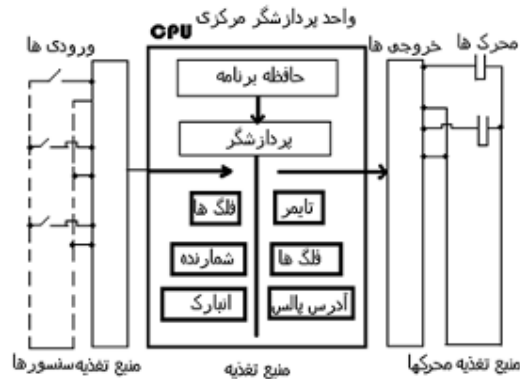 واحد پردازشگر مرکزی
CPU
ورودی ها
خروجی ها
محرک ها
حافظه برنامه
پردازشگر
فلگ ها
تایمر
شمارنده
فلگ ها
انبارک
آدرس پالس
منبع تغذیه سنسورها
منبع تغذیه
منبع تغذیه محرکها